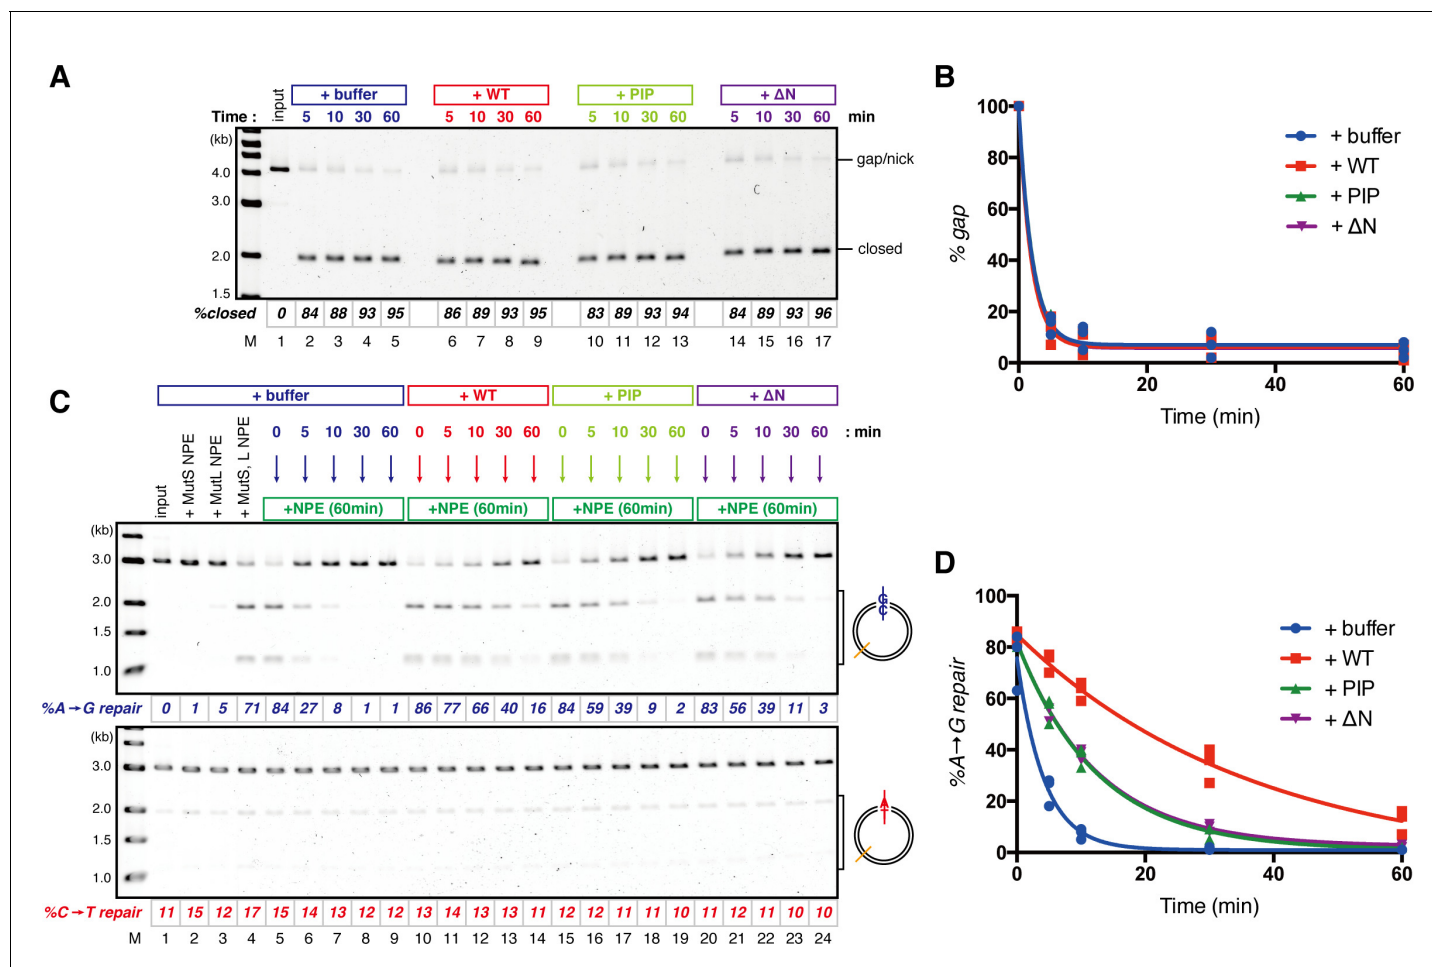 A
input
+ buffer
+ WT
+ PIP
+ ΔN
Time : 5 10 30 60 5 10 30 60 5 10 30 60 5 10 30 60 min
(kb)
4.0
3.0
2.0
1.5
gap/nick
closed
%closed 0 84 88 93 95 86 89 93 95 83 89 93 94 84 89 93 96
M 1 2 3 4 5 6 7 8 9 10 11 12 13 14 15 16 17
B
100
80
60
40
20
0
% gap
0 20 40 60
Time (min)
+ buffer
+ WT
+ PIP
+ ΔN
C
+ buffer
+ WT
+ PIP
+ ΔN
input
+ MutS NPE
+ MutL NPE
+ MutS, L NPE
0 5 10 30 60 0 5 10 30 60 0 5 10 30 60 0 5 10 30 60 : min
+NPE (60min) +NPE (60min) +NPE (60min) +NPE (60min)
(kb)
3.0
2.0
1.5
1.0
G
C
%A→G repair 0 1 5 71 84 27 8 1 1 86 77 66 40 16 84 59 39 9 2 83 56 39 11 3
(kb)
3.0
2.0
1.5
1.0
A
T
%C→T repair 11 15 12 17 15 14 13 12 12 13 14 13 13 11 12 12 11 11 10 11 12 11 10 10
M 1 2 3 4 5 6 7 8 9 10 11 12 13 14 15 16 17 18 19 20 21 22 23 24
D
100
80
60
40
20
0
%A→G repair
0 20 40 60
Time (min)
+ buffer
+ WT
+ PIP
+ ΔN